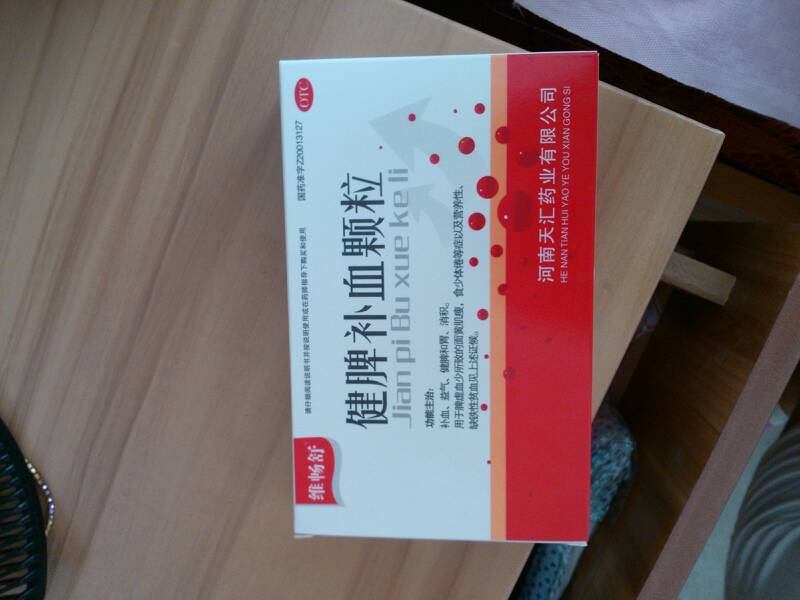 OTC
国药准字Z20013127
请仔细阅读说明书并按说明使用或在药师指导下购买和使用
维畅舒®
健脾补血颗粒
Jian pi Bu xue ke li
功能主治:
补血、益气、健脾和胃、消积。
用于脾虚血少所致的面黄肌瘦,食少体倦等症以及营养性、
缺铁性贫血见上述证候。
河南天汇药业有限公司
HE NAN TIAN HUI YAO YE YOU XIAN GONG SI